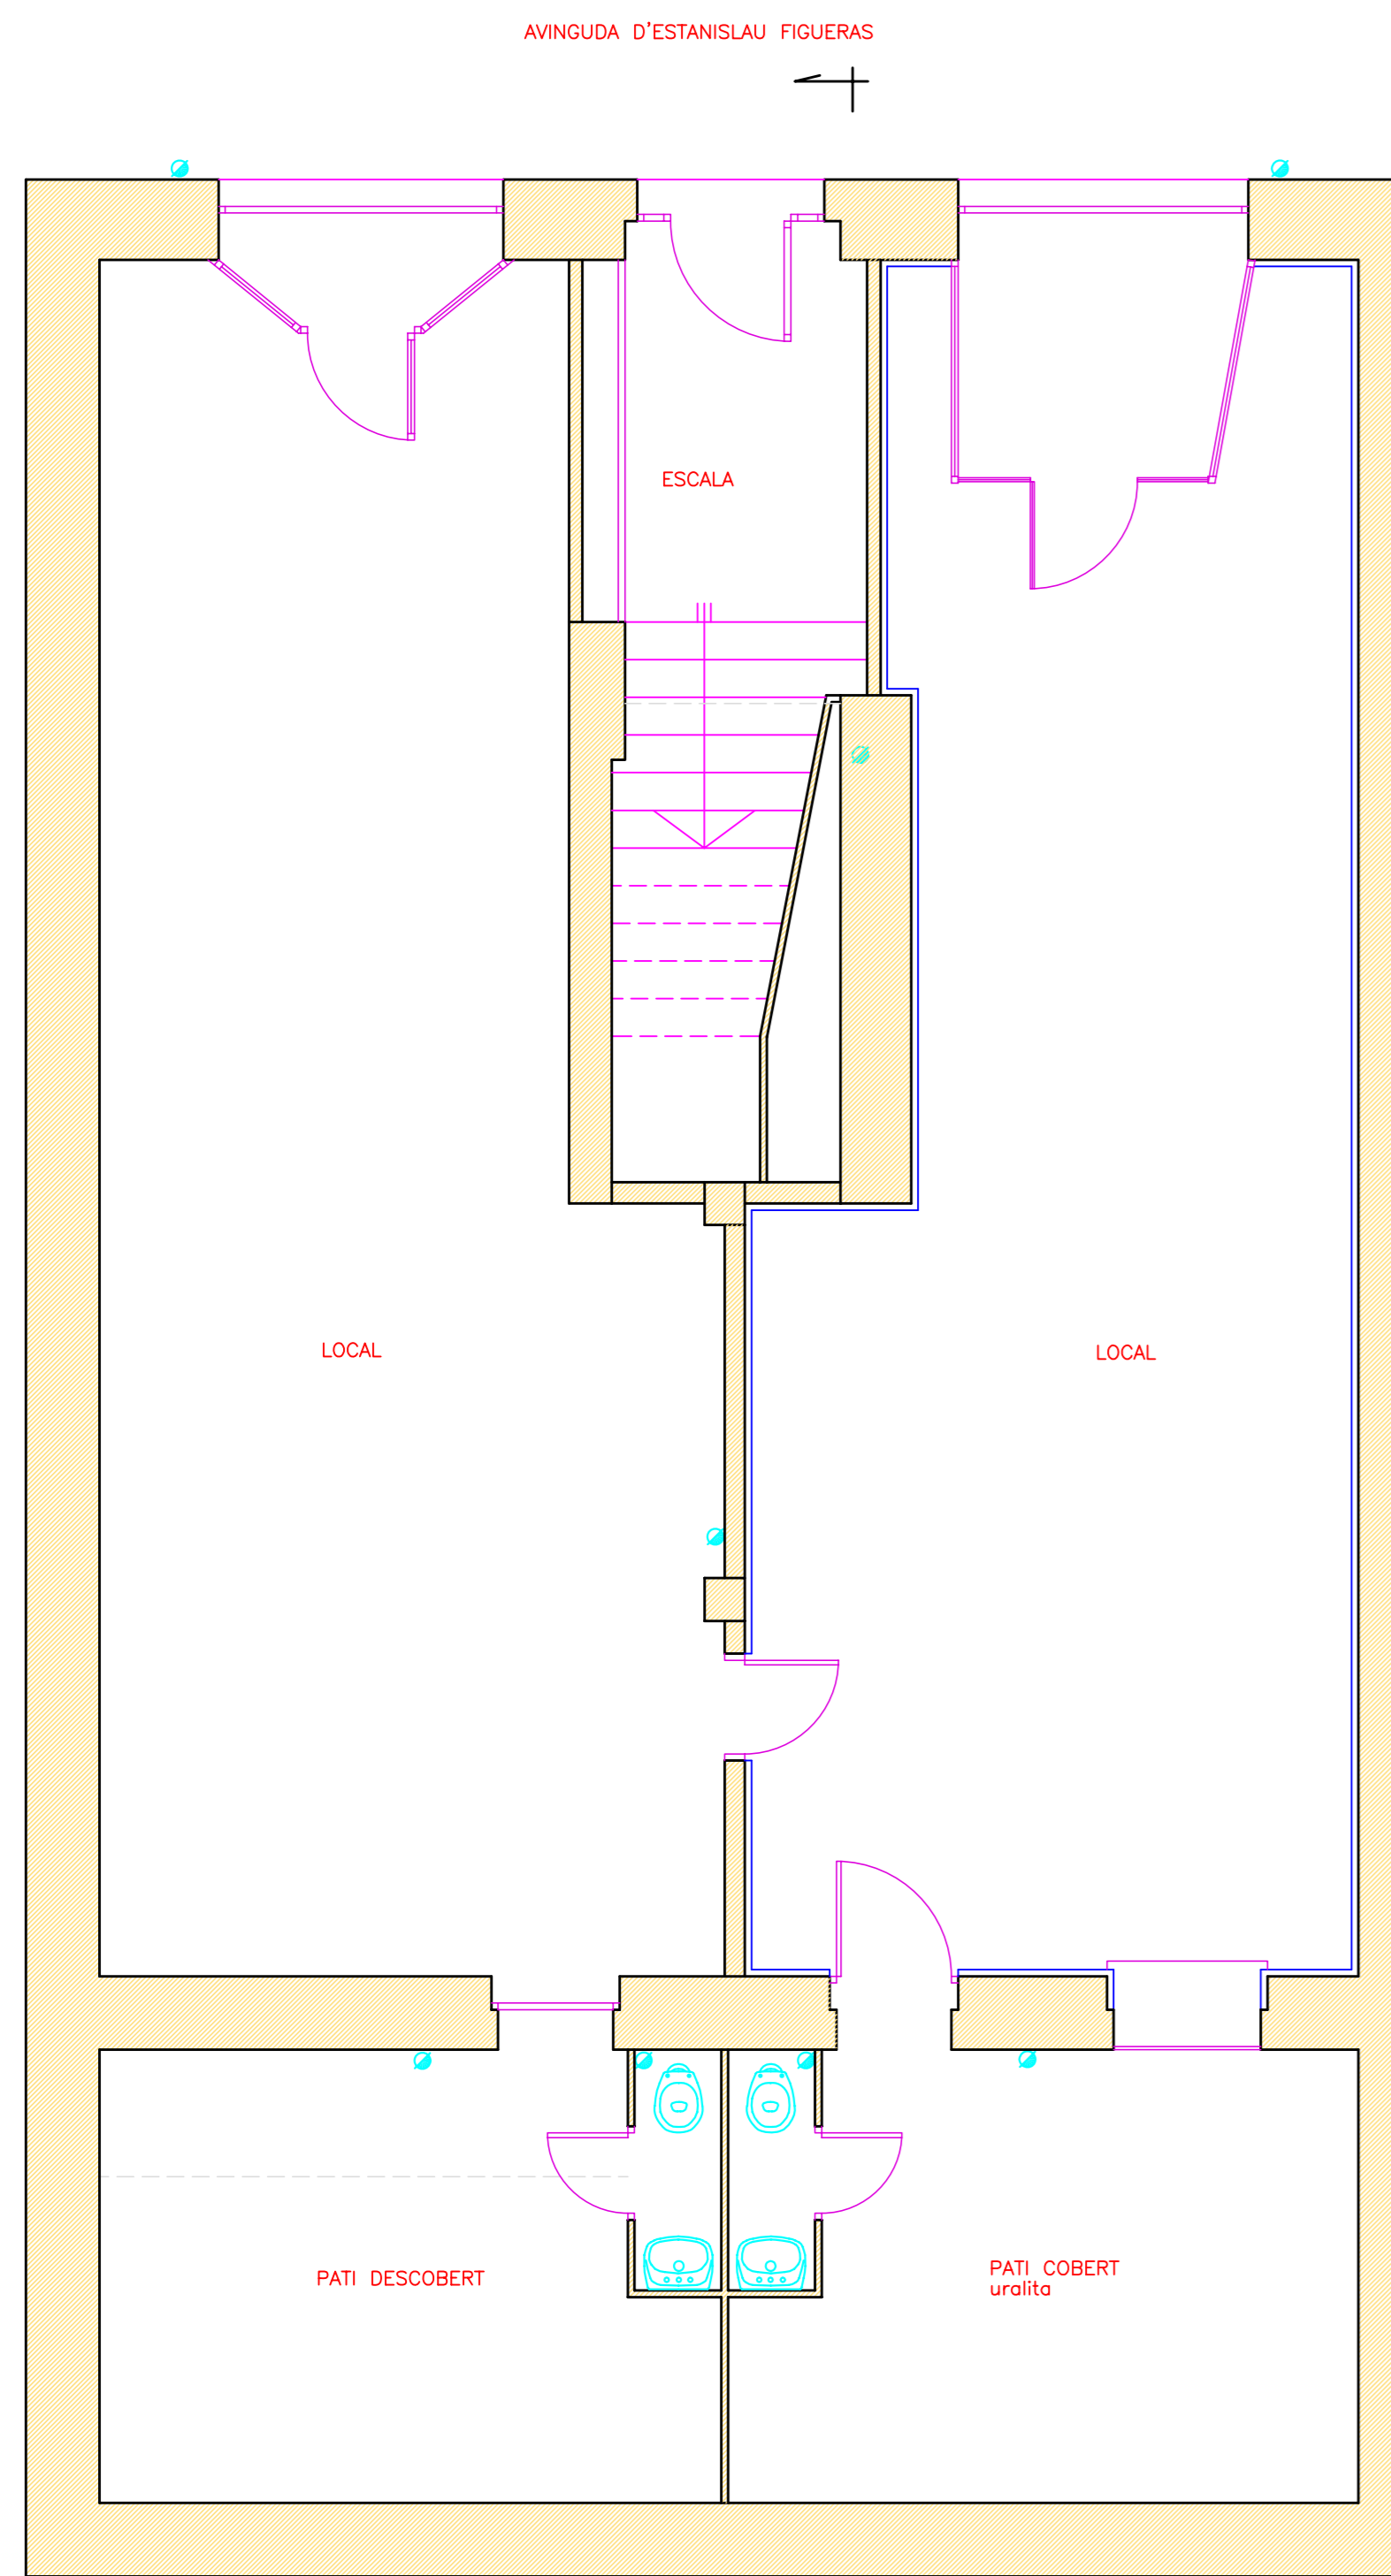 AVINGUDA D'ESTANISLAU FIGUERAS
ESCALA
LOCAL
LOCAL
PATI DESCOBERT
PATI COBERT
uralita